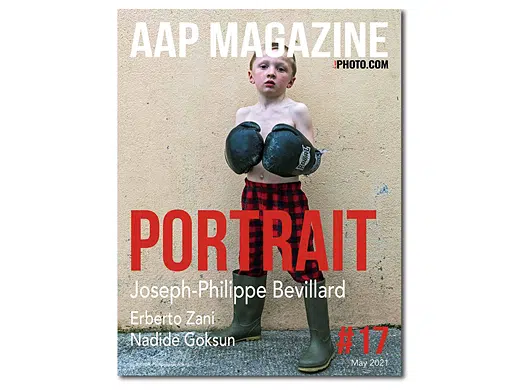 AAP MAGAZINE
PHOTO.COM
PORTRAIT
Joseph-Philippe Bevillard
Erberto Zani
Nadide Goksun
#17
May 2021